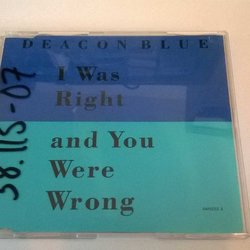 DEACON BLUE
I Was
Right
and You
Were
Wrong
38.115-07